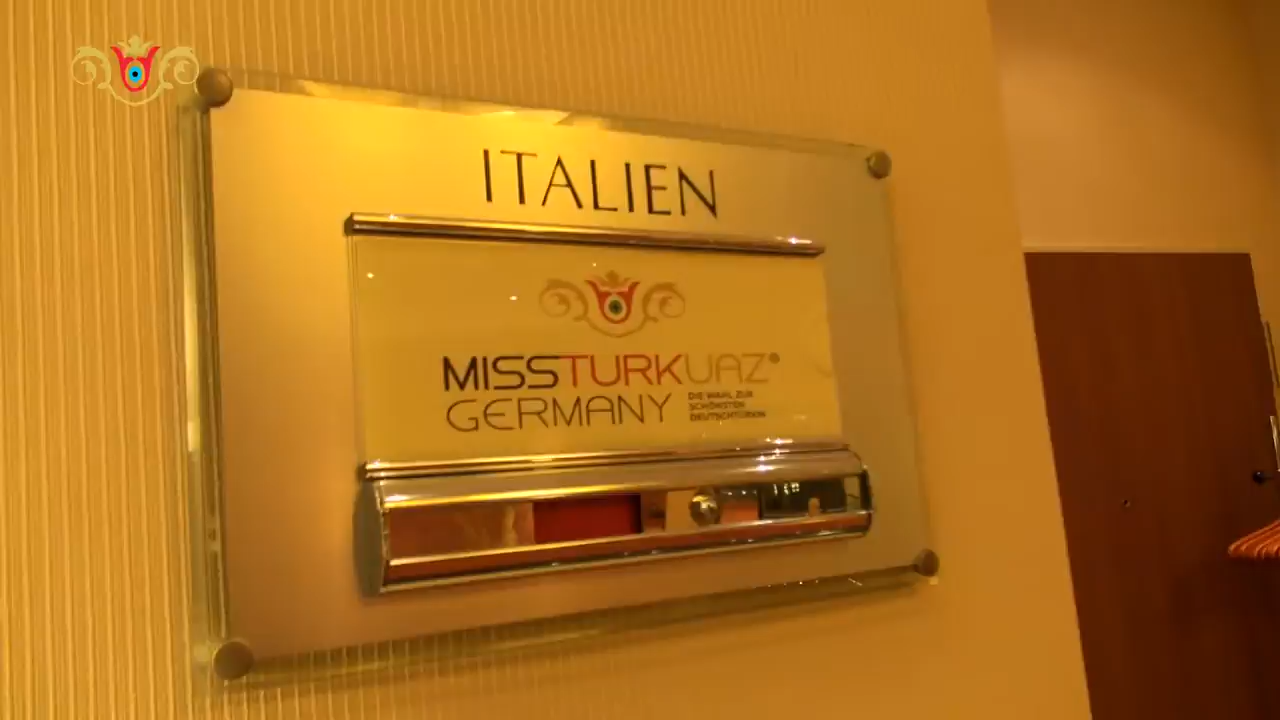 ITALIEN
MISSTURKUAZ®
GERMANY
DIE WAHL ZUR
SCHÖNSTEN
DEUTSCHTÜRKIN